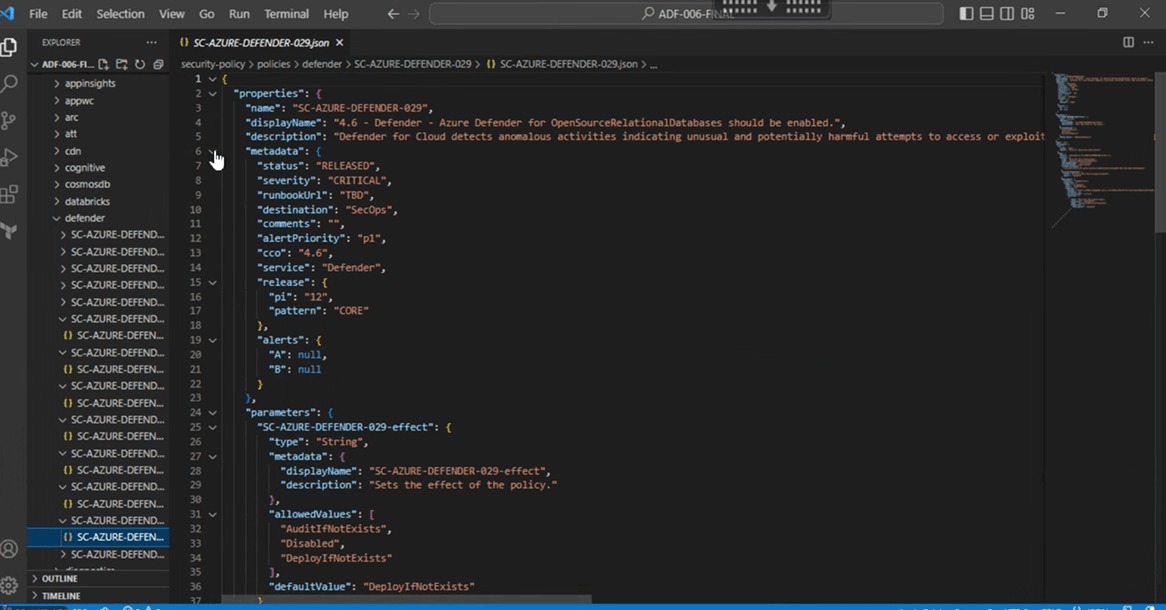 File Edit Selection View Go Run Terminal Help
ADF-006-FINAL
EXPLORER
ADF-006-FI...
appinsights
appwc
arc
att
cdn
cognitive
cosmosdb
databricks
defender
SC-AZURE-DEFEND...
SC-AZURE-DEFEND...
SC-AZURE-DEFEND...
SC-AZURE-DEFEND...
SC-AZURE-DEFEND...
SC-AZURE-DEFEND...
SC-AZURE-DEFEN...
SC-AZURE-DEFEND...
SC-AZURE-DEFEN...
SC-AZURE-DEFEND...
SC-AZURE-DEFEN...
SC-AZURE-DEFEND...
SC-AZURE-DEFEN...
SC-AZURE-DEFEND...
SC-AZURE-DEFEN...
SC-AZURE-DEFEND...
SC-AZURE-DEFEN...
SC-AZURE-DEFEND...
SC-AZURE-DEFEN...
SC-AZURE-DEFEND...
OUTLINE
TIMELINE
{} SC-AZURE-DEFENDER-029.json
security-policy > policies > defender > SC-AZURE-DEFENDER-029 > {} SC-AZURE-DEFENDER-029.json > ...
1 {
2 "properties": {
3 "name": "SC-AZURE-DEFENDER-029",
4 "displayName": "4.6 - Defender - Azure Defender for OpenSourceRelationalDatabases should be enabled.",
5 "description": "Defender for Cloud detects anomalous activities indicating unusual and potentially harmful attempts to access or exploit
6 "metadata": {
7 "status": "RELEASED",
8 "severity": "CRITICAL",
9 "runbookUrl": "TBD",
10 "destination": "SecOps",
11 "comments": "",
12 "alertPriority": "p1",
13 "cco": "4.6",
14 "service": "Defender",
15 "release": {
16 "pi": "12",
17 "pattern": "CORE"
18 },
19 "alerts": {
20 "A": null,
21 "B": null
22 }
23 },
24 "parameters": {
25 "SC-AZURE-DEFENDER-029-effect": {
26 "type": "String",
27 "metadata": {
28 "displayName": "SC-AZURE-DEFENDER-029-effect",
29 "description": "Sets the effect of the policy."
30 },
31 "allowedValues": [
32 "AuditIfNotExists",
33 "Disabled",
34 "DeployIfNotExists"
35 ],
36 "defaultValue": "DeployIfNotExists"
37 }